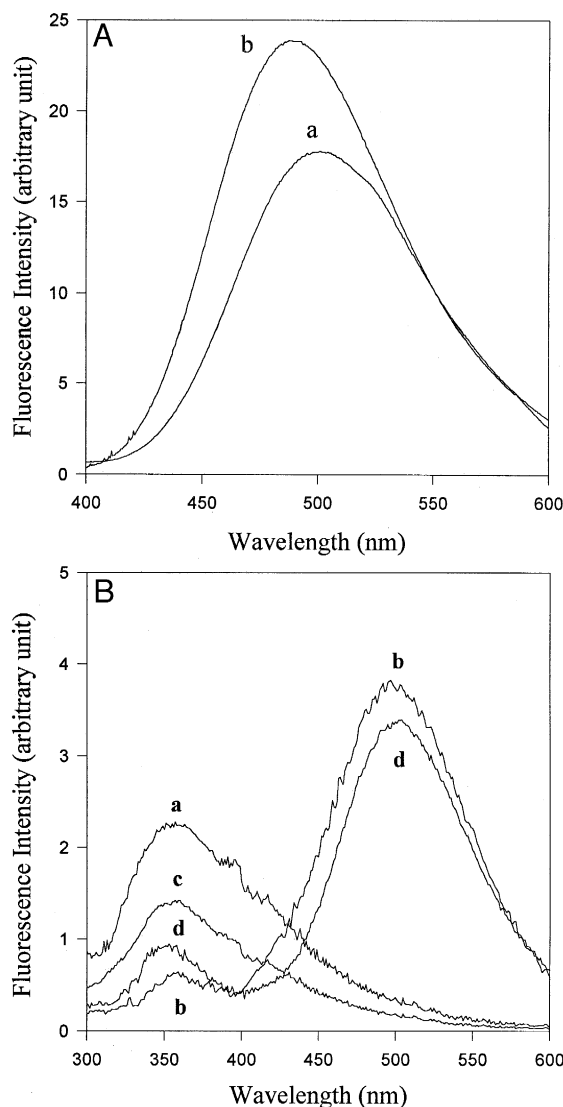 A
25
b
20
a
15
10
5
0
400 450 500 550 600
Fluorescence Intensity (arbitrary unit)
Wavelength (nm)
B
5
4
b
d
3
a
2
c
d
1
b
0
300 350 400 450 500 550 600
Fluorescence Intensity (arbitrary unit)
Wavelength (nm)